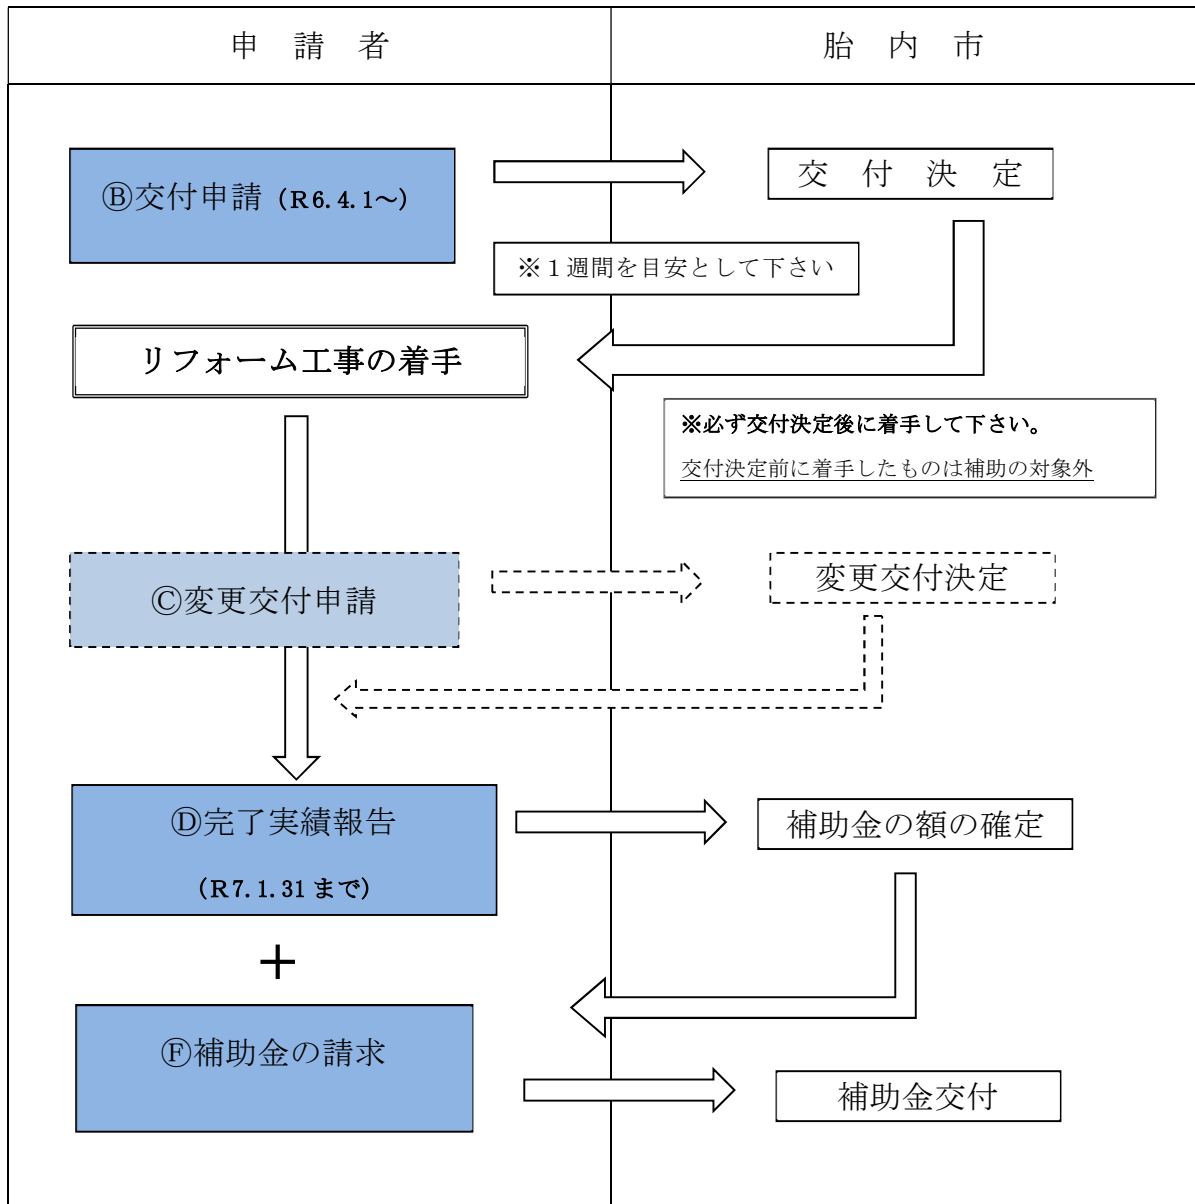 申　請　者
胎　内　市
Ⓑ交付申請（R6.4.1～）
交　付　決　定
※１週間を目安として下さい
リフォーム工事の着手
※必ず交付決定後に着手して下さい。
交付決定前に着手したものは補助の対象外
Ⓒ変更交付申請
変更交付決定
Ⓓ完了実績報告
（R7.1.31まで）
補助金の額の確定
＋
Ⓕ補助金の請求
補助金交付